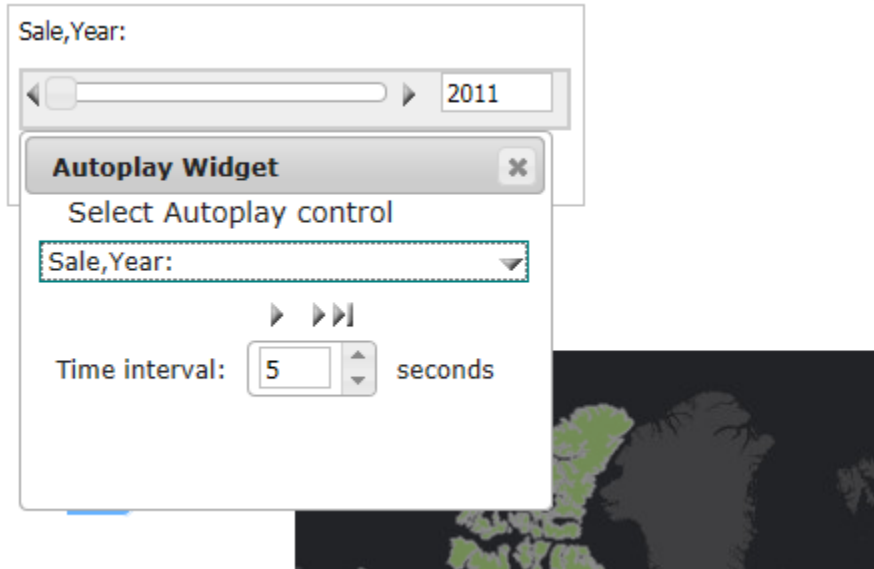 Sale,Year:
2011
Autoplay Widget
Select Autoplay control
Sale,Year:
Time interval: 5 seconds